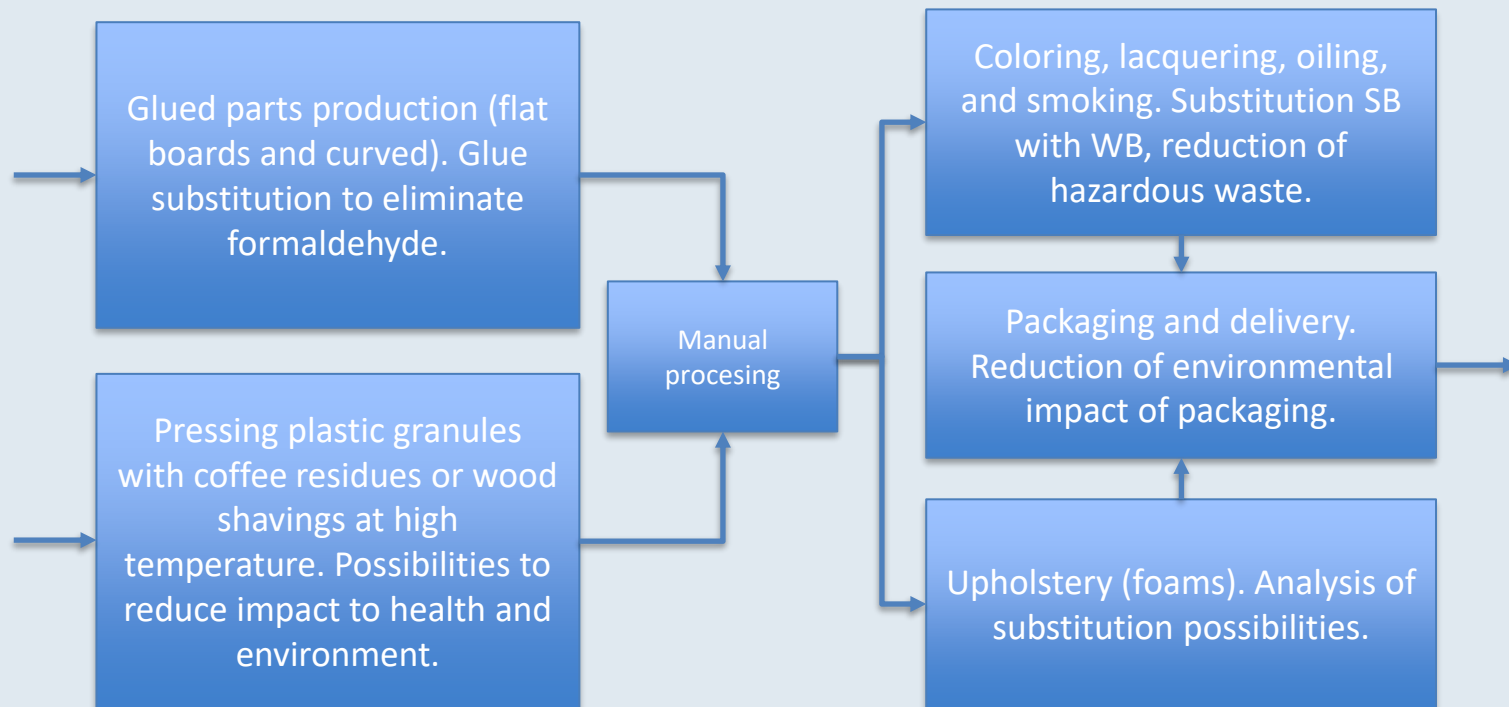 Glued parts production (flat
boards and curved). Glue
substitution to eliminate
formaldehyde.
Pressing plastic granules
with coffee residues or wood
shavings at high
temperature. Possibilities to
reduce impact to health and
environment.
Manual
procesing
Coloring, lacquering, oiling,
and smoking. Substitution SB
with WB, reduction of
hazardous waste.
Packaging and delivery.
Reduction of environmental
impact of packaging.
Upholstery (foams). Analysis of
substitution possibilities.